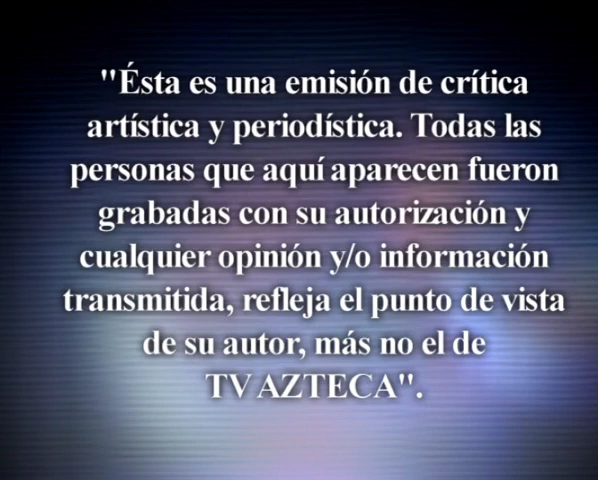 "Ésta es una emisión de crítica
artística y periodística. Todas las
personas que aquí aparecen fueron
grabadas con su autorización y
cualquier opinión y/o información
transmitida, refleja el punto de vista
de su autor, más no el de
TV AZTECA".